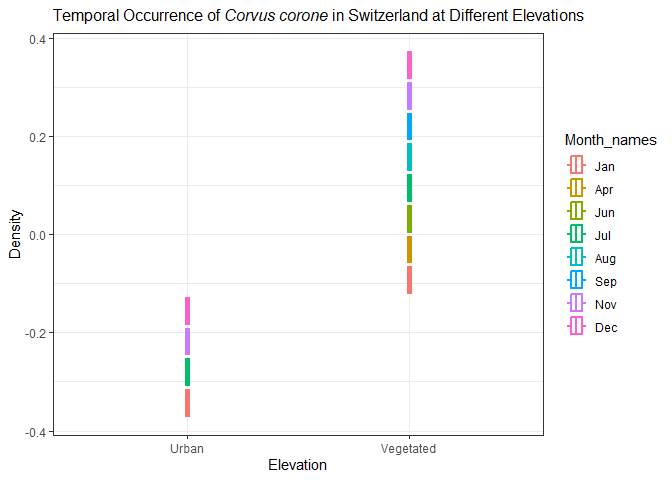 Temporal Occurrence of Corvus corone in Switzerland at Different Elevations
0.4
0.2
0.0
-0.2
-0.4
Density
Urban
Vegetated
Elevation
Month_names
Jan
Apr
Jun
Jul
Aug
Sep
Nov
Dec